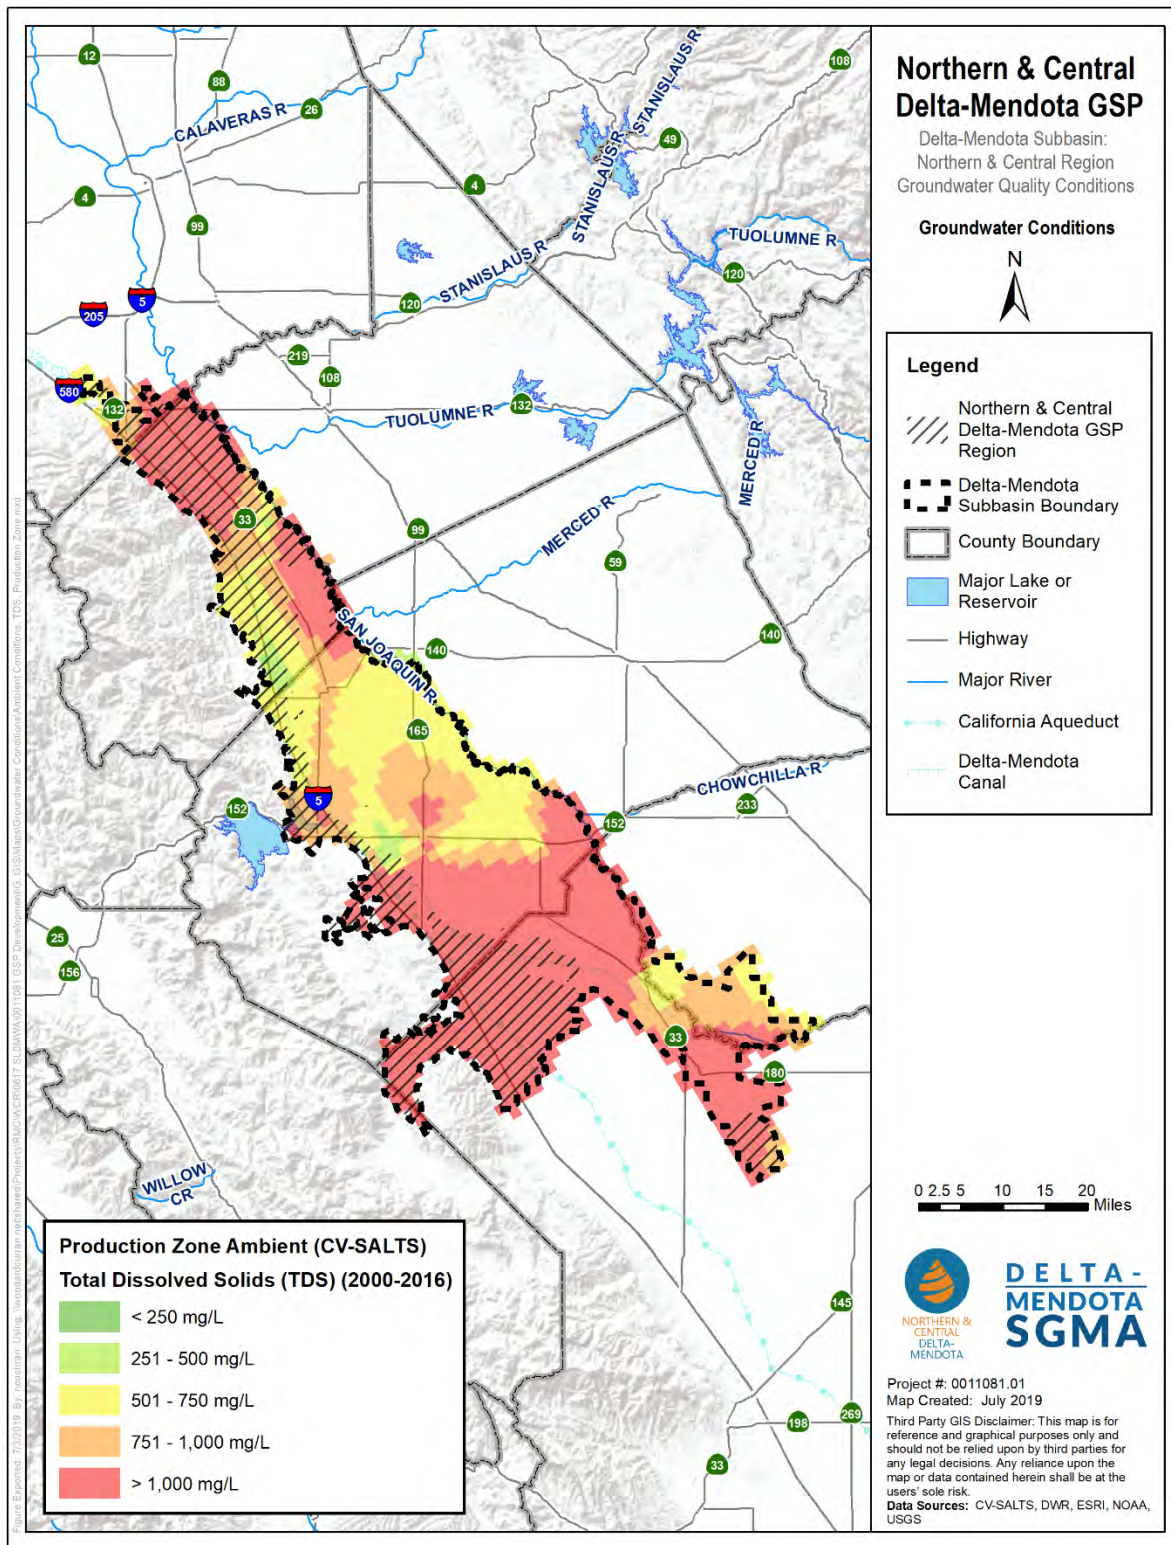 Northern & Central
Delta-Mendota GSP
Delta-Mendota Subbasin:
Northern & Central Region
Groundwater Quality Conditions
Groundwater Conditions
N
Legend
Northern & Central
Delta-Mendota GSP
Region
Delta-Mendota
Subbasin Boundary
County Boundary
Major Lake or
Reservoir
Highway
Major River
California Aqueduct
Delta-Mendota
Canal
0 2.5 5 10 15 20
Miles
NORTHERN &
CENTRAL
DELTA-
MENDOTA
DELTA-
MENDOTA
SGMA
Project #: 0011081.01
Map Created: July 2019
Third Party GIS Disclaimer: This map is for
reference and graphical purposes only and
should not be relied upon by third parties for
any legal decisions. Any reliance upon the
map or data contained herein shall be at the
users' sole risk.
Data Sources: CV-SALTS, DWR, ESRI, NOAA,
USGS
12
88
26
CALAVERAS R
4
99
4
108
49
STANISLAUS R
STANISLAUS R
STANISLAUS R
TUOLUMNE R
120
120
205
5
219
108
580
132
TUOLUMNE R
132
MERCED R
33
99
MERCED R
59
SAN JOAQUIN R
140
140
165
CHOWCHILLA R
233
5
152
152
25
156
33
180
WILLOW
CR
145
198
269
33
Production Zone Ambient (CV-SALTS)
Total Dissolved Solids (TDS) (2000-2016)
< 250 mg/L
251 - 500 mg/L
501 - 750 mg/L
751 - 1,000 mg/L
> 1,000 mg/L